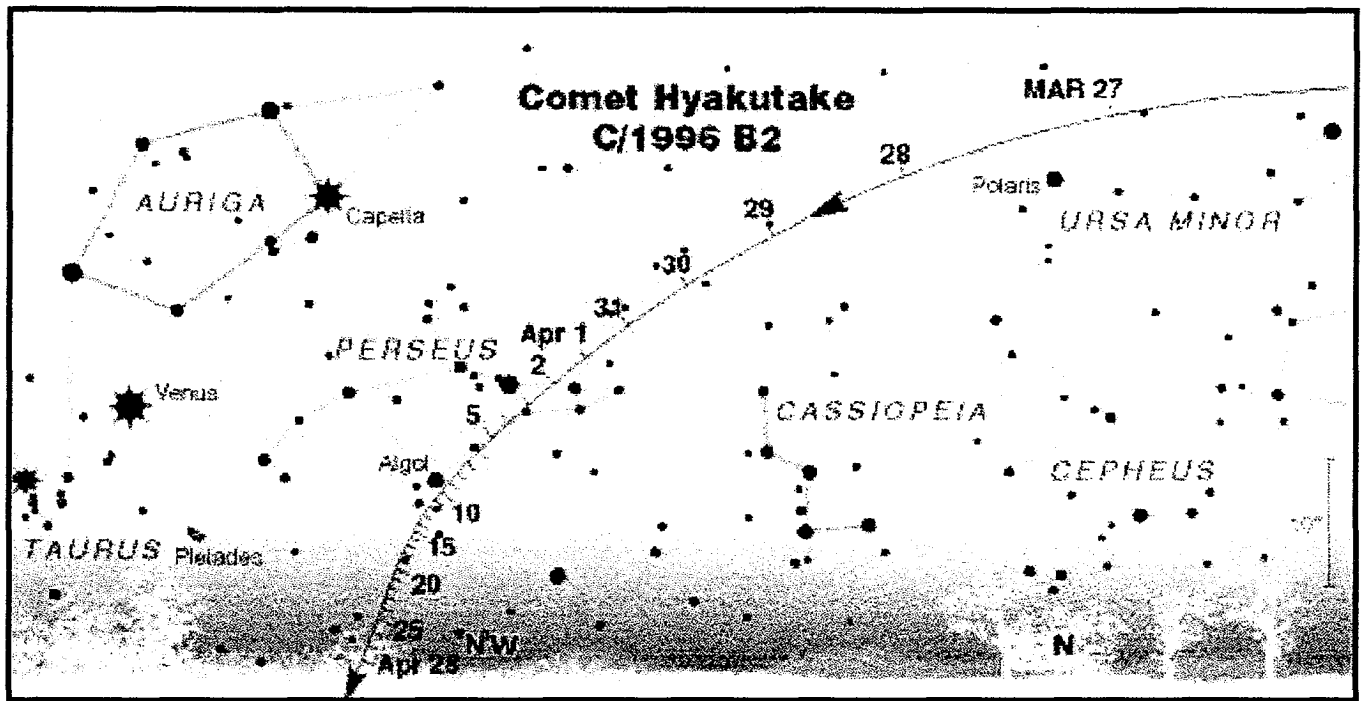 Comet Hyakutake
C/1996 B2
MAR 27
28
Polaris
AURIGA
Capella
29
URSA MINOR
30
31
Apr 1
PERSEUS
2
Venus
5
CASSIOPEIA
Algol
CEPHEUS
10
TAURUS
Pleiades
15
20
25
NW
N
Apr 28